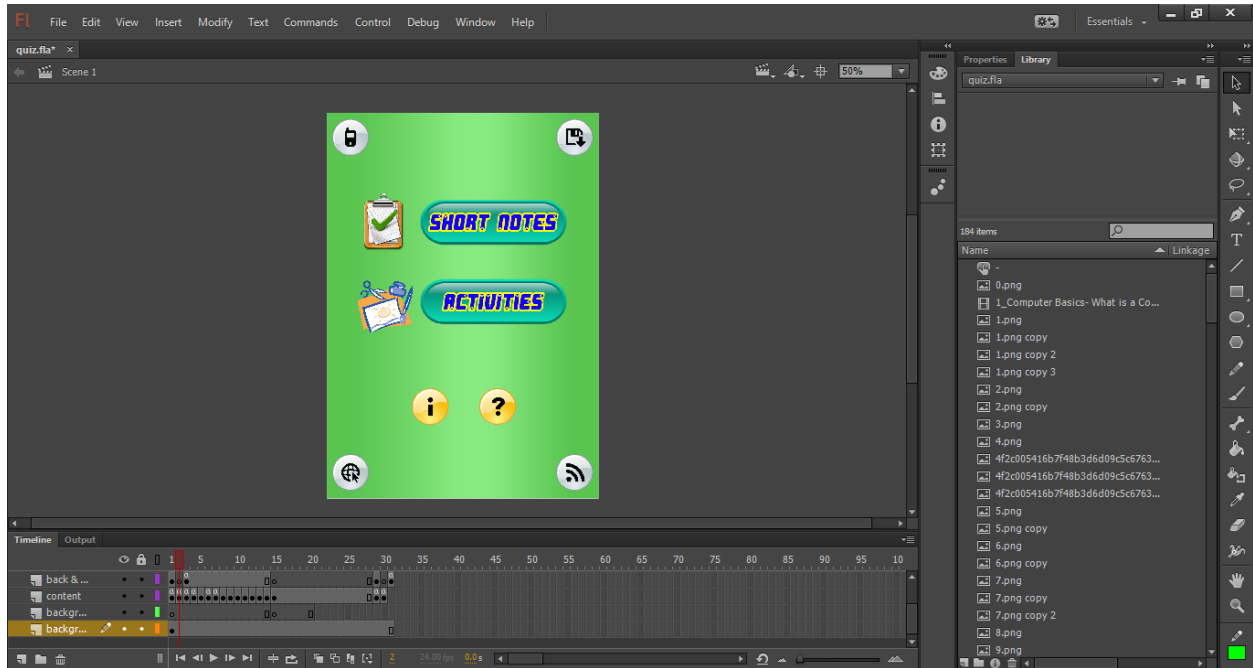 Fl File Edit View Insert Modify Text Commands Control Debug Window Help Essentials
quiz.fla* ×
Scene 1
50%
Properties Library
quiz.fla
SHORT NOTES
ACTIVITIES
i ?
184 items
Name Linkage
-
0.png
1_Computer Basics- What is a Co...
1.png
1.png copy
1.png copy 2
1.png copy 3
2.png
2.png copy
3.png
4.png
4f2c005416b7f48b3d6d09c5c6763...
4f2c005416b7f48b3d6d09c5c6763...
4f2c005416b7f48b3d6d09c5c6763...
5.png
5.png copy
6.png
6.png copy
7.png
7.png copy
7.png copy 2
8.png
9.png
Timeline Output
1 5 10 15 20 25 30 35 40 45 50 55 60 65 70 75 80 85 90 95 10
back & ...
content
backgr...
backgr...
2 24.00 fps 0.0 s